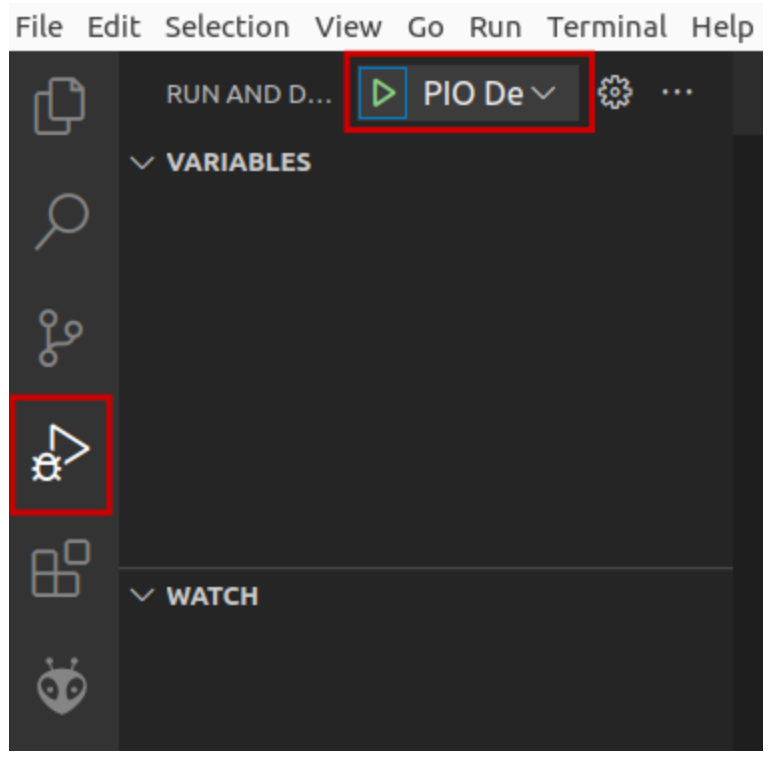 File Edit Selection View Go Run Terminal Help
RUN AND D... PIO De
VARIABLES
WATCH